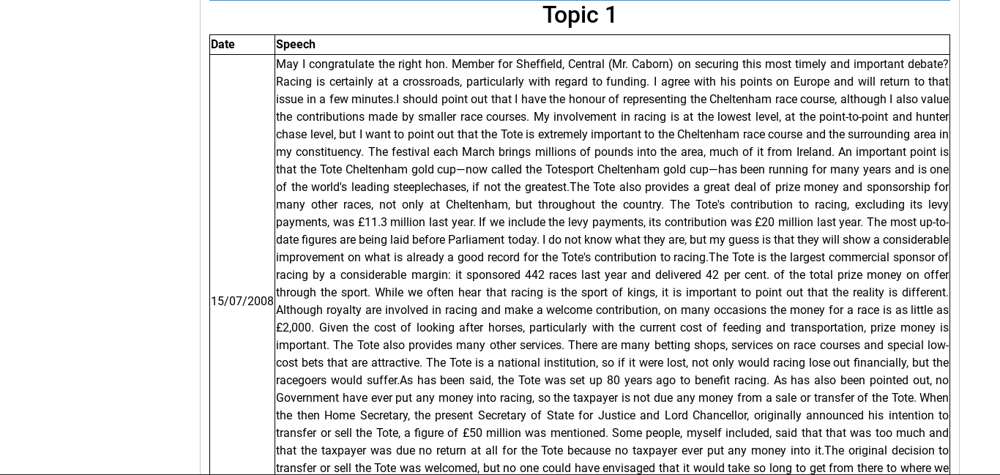 Topic 1
Date Speech
May I congratulate the right hon. Member for Sheffield, Central (Mr. Caborn) on securing this most timely and important debate?
Racing is certainly at a crossroads, particularly with regard to funding. I agree with his points on Europe and will return to that
issue in a few minutes.I should point out that I have the honour of representing the Cheltenham race course, although I also value
the contributions made by smaller race courses. My involvement in racing is at the lowest level, at the point-to-point and hunter
chase level, but I want to point out that the Tote is extremely important to the Cheltenham race course and the surrounding area in
my constituency. The festival each March brings millions of pounds into the area, much of it from Ireland. An important point is
that the Tote Cheltenham gold cup—now called the Totesport Cheltenham gold cup—has been running for many years and is one
of the world's leading steeplechases, if not the greatest.The Tote also provides a great deal of prize money and sponsorship for
many other races, not only at Cheltenham, but throughout the country. The Tote's contribution to racing, excluding its levy
payments, was £11.3 million last year. If we include the levy payments, its contribution was £20 million last year. The most up-to-
date figures are being laid before Parliament today. I do not know what they are, but my guess is that they will show a considerable
improvement on what is already a good record for the Tote's contribution to racing.The Tote is the largest commercial sponsor of
racing by a considerable margin: it sponsored 442 races last year and delivered 42 per cent. of the total prize money on offer
through the sport. While we often hear that racing is the sport of kings, it is important to point out that the reality is different.
15/07/2008 Although royalty are involved in racing and make a welcome contribution, on many occasions the money for a race is as little as
£2,000. Given the cost of looking after horses, particularly with the current cost of feeding and transportation, prize money is
important. The Tote also provides many other services. There are many betting shops, services on race courses and special low-
cost bets that are attractive. The Tote is a national institution, so if it were lost, not only would racing lose out financially, but the
racegoers would suffer.As has been said, the Tote was set up 80 years ago to benefit racing. As has also been pointed out, no
Government have ever put any money into racing, so the taxpayer is not due any money from a sale or transfer of the Tote. When
the then Home Secretary, the present Secretary of State for Justice and Lord Chancellor, originally announced his intention to
transfer or sell the Tote, a figure of £50 million was mentioned. Some people, myself included, said that that was too much and
that the taxpayer was due no return at all for the Tote because no taxpayer ever put any money into it.The original decision to
transfer or sell the Tote was welcomed, but no one could have envisaged that it would take so long to get from there to where we